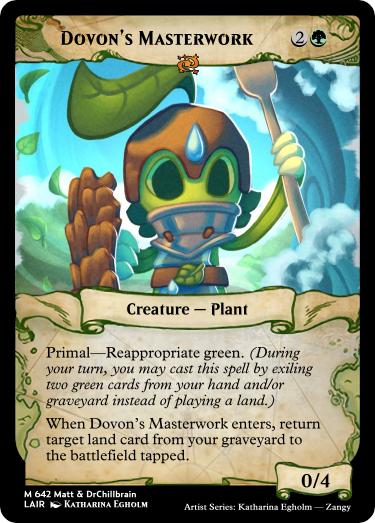 Dovon's Masterwork 2
Creature — Plant
Primal—Reappropriate green. (During
your turn, you may cast this spell by exiling
two green cards from your hand and/or
graveyard instead of playing a land.)
When Dovon's Masterwork enters, return
target land card from your graveyard to
the battlefield tapped.
0/4
M 642 Matt & DrChillbrain
LAIR Katharina Egholm
Artist Series: Katharina Egholm — Zangy